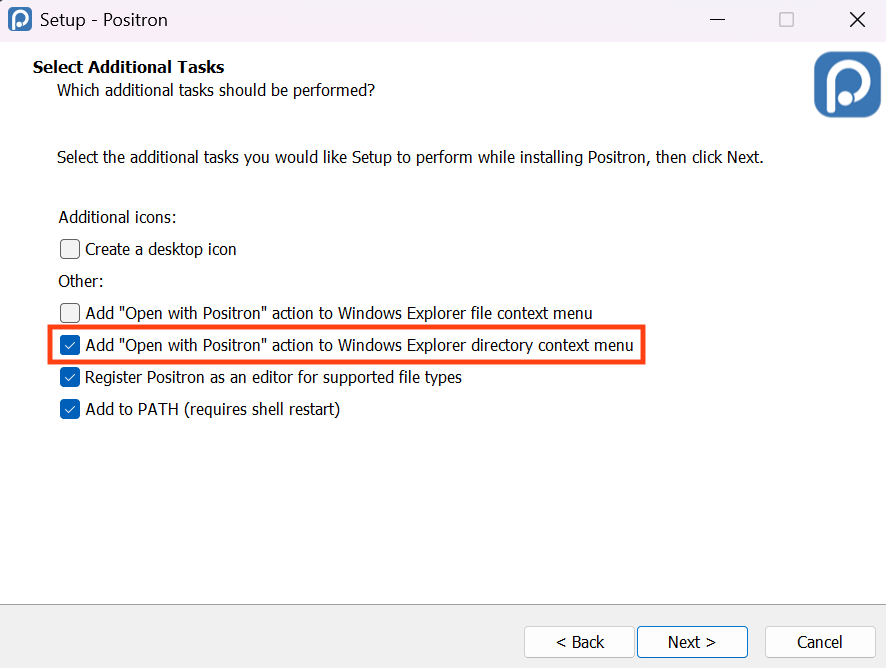 Setup - Positron
Select Additional Tasks
Which additional tasks should be performed?
Select the additional tasks you would like Setup to perform while installing Positron, then click Next.
Additional icons:
Create a desktop icon
Other:
Add "Open with Positron" action to Windows Explorer file context menu
Add "Open with Positron" action to Windows Explorer directory context menu
Register Positron as an editor for supported file types
Add to PATH (requires shell restart)
< Back
Next >
Cancel